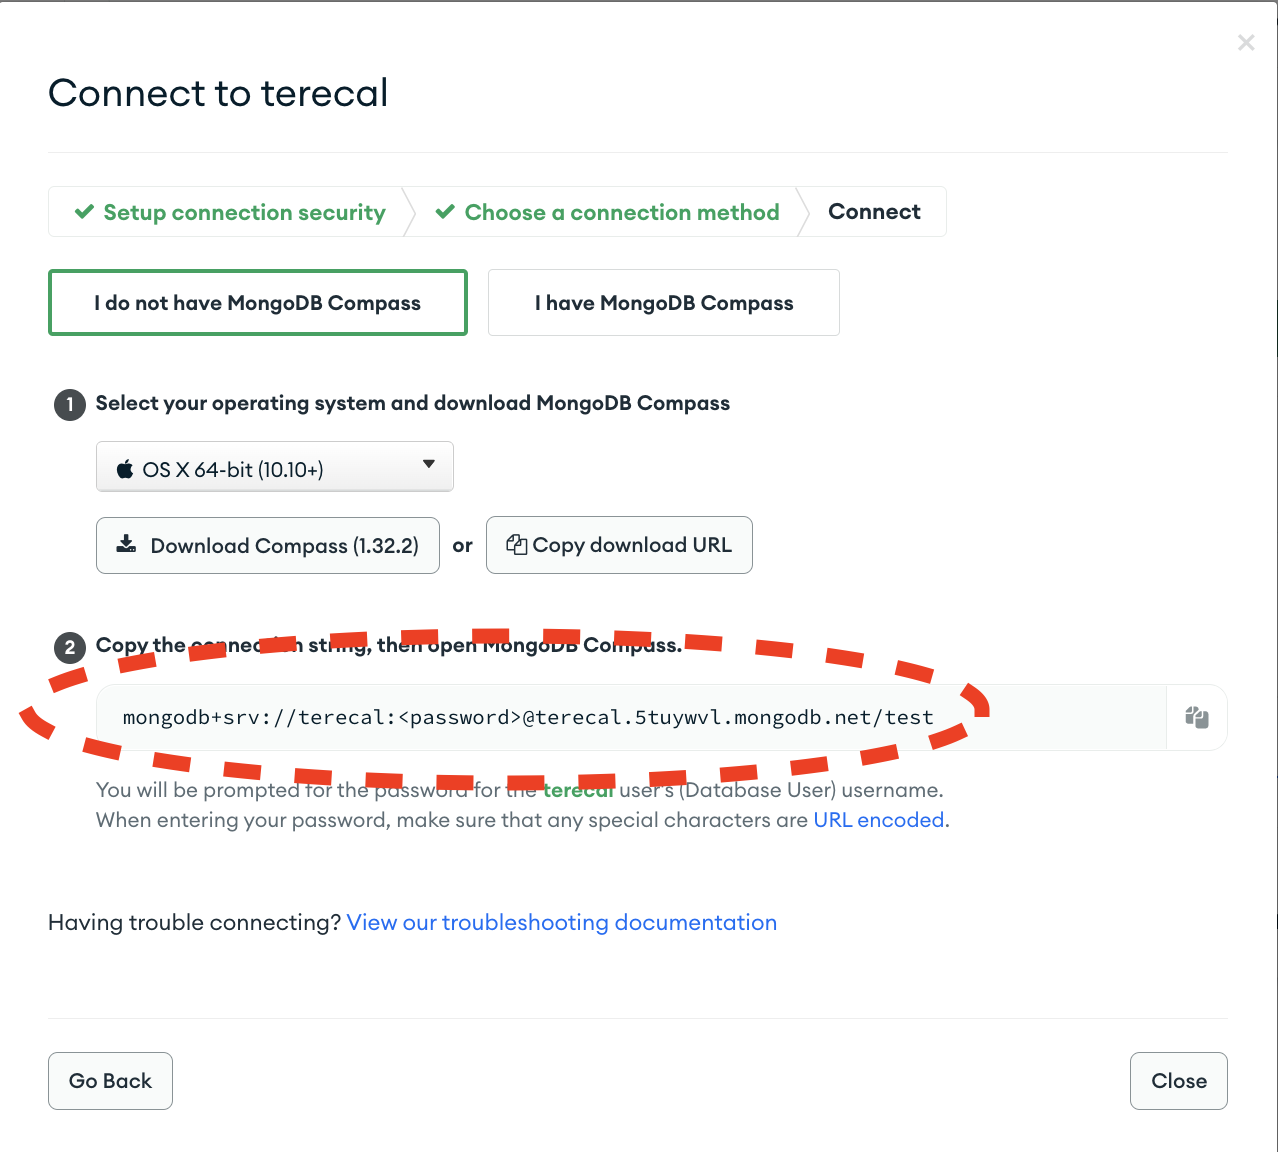 Connect to terecal
Setup connection security
Choose a connection method
Connect
I do not have MongoDB Compass
I have MongoDB Compass
1 Select your operating system and download MongoDB Compass
OS X 64-bit (10.10+)
Download Compass (1.32.2) or Copy download URL
2 Copy the connection string, then open MongoDB Compass.
mongodb+srv://terecal:<password>@terecal.5tuywvl.mongodb.net/test
You will be prompted for the password for the terecal user's (Database User) username.
When entering your password, make sure that any special characters are URL encoded.
Having trouble connecting? View our troubleshooting documentation
Go Back
Close